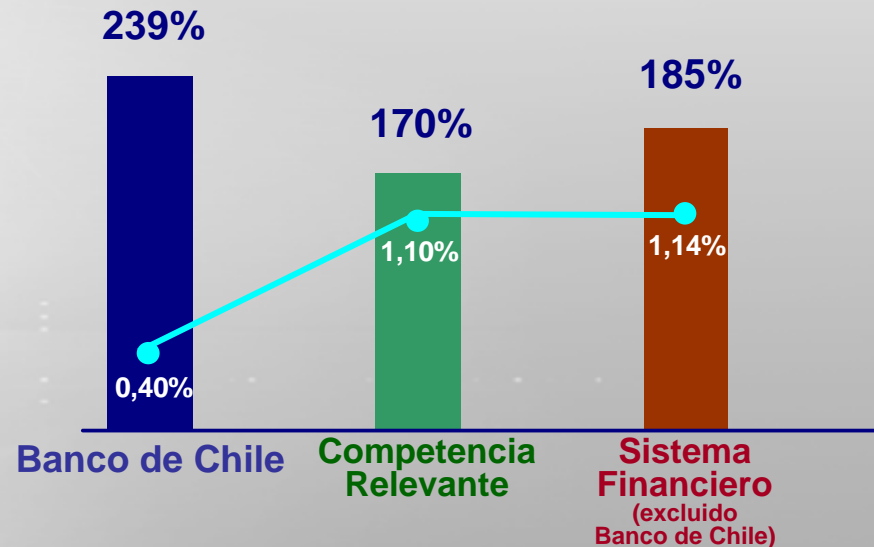 239%
170%
185%
0,40%
1,10%
1,14%
Banco de Chile
Competencia
Relevante
Sistema
Financiero
(excluido
Banco de Chile)